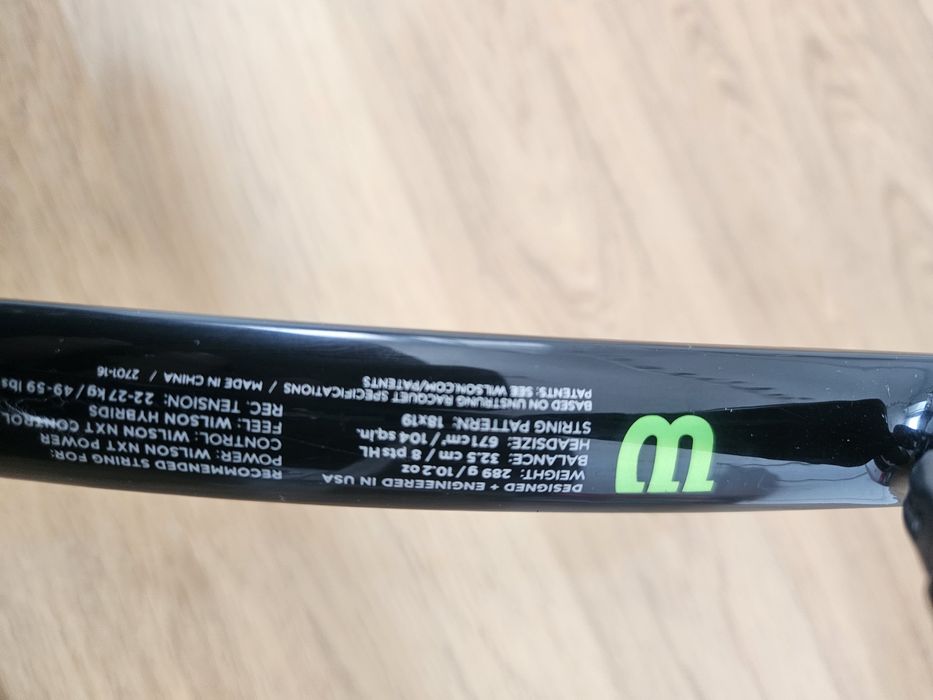 W
DESIGNED + ENGINEERED IN USA
WEIGHT: 289 g / 10.2 oz
BALANCE: 32.5 cm / 8 pts HL
HEADSIZE: 671 cm² / 104 sq.in.
STRING PATTERN: 18x19
BASED ON UNSTRUNG RACQUET SPECIFICATIONS / MADE IN CHINA / 2701-16
PATENTS: SEE WILSON.COM/PATENTS
RECOMMENDED STRING FOR:
POWER: WILSON NXT POWER
CONTROL: WILSON NXT CONTROL
FEEL: WILSON HYBRIDS
REC. TENSION: 22-27 kg / 49-59 lbs